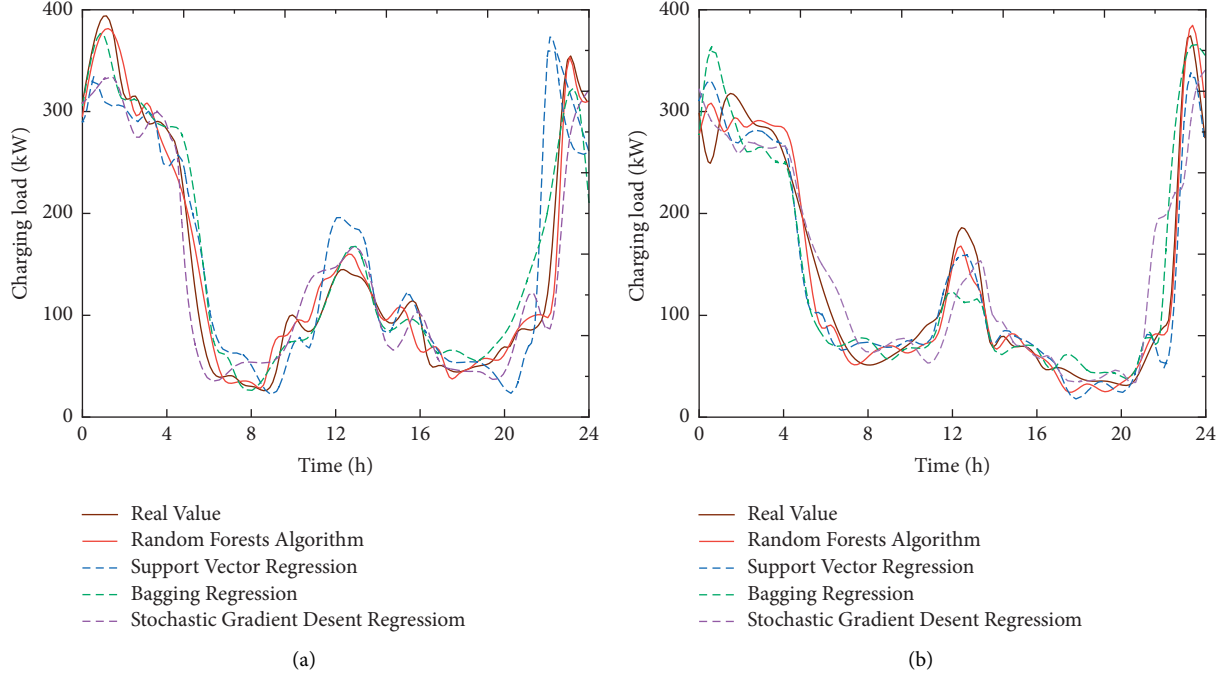 400
300
200
100
0
Charging load (kW)
0 4 8 12 16 20 24
Time (h)
Real Value
Random Forests Algorithm
Support Vector Regression
Bagging Regression
Stochastic Gradient Desent Regressiom
(a)
400
300
200
100
0
Charging load (kW)
0 4 8 12 16 20 24
Time (h)
Real Value
Random Forests Algorithm
Support Vector Regression
Bagging Regression
Stochastic Gradient Desent Regressiom
(b)